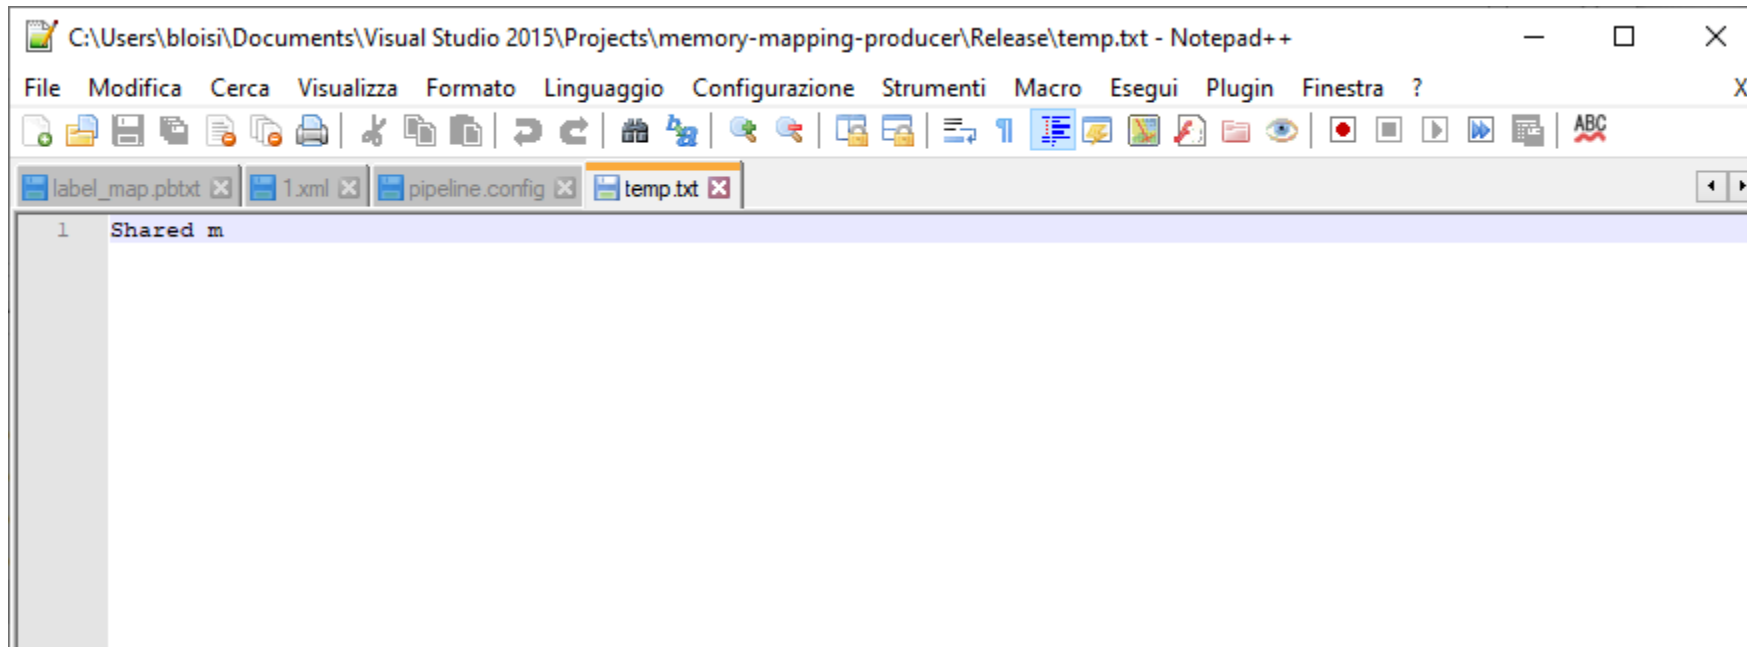 C:\Users\bloisi\Documents\Visual Studio 2015\Projects\memory-mapping-producer\Release\temp.txt - Notepad++
File Modifica Cerca Visualizza Formato Linguaggio Configurazione Strumenti Macro Esegui Plugin Finestra ? X
ABC
label_map.pbtxt 1.xml pipeline.config temp.txt
1 Shared m